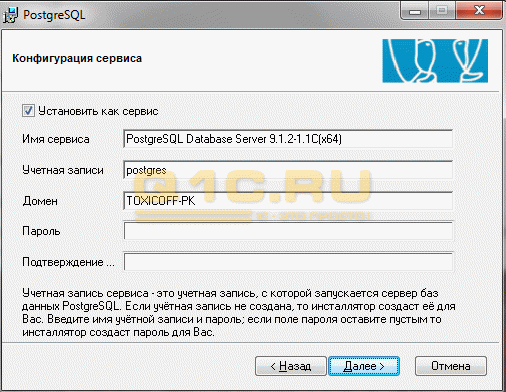 PostgreSQL
Конфигурация сервиса
Установить как сервис
Имя сервиса PostgreSQL Database Server 9.1.2-1.1C(x64)
Учетная записи postgres
Домен TOXICOFF-PK
Пароль
Подтверждение ...
Q1C.RU
Учетная запись сервиса - это учетная запись, с которой запускается сервер баз
данных PostgreSQL. Если учётная запись не создана, то инсталлятор создаст её для
Вас. Введите имя учётной записи и пароль; если поле пароля оставите пустым то
инсталлятор создаст пароль для Вас.
< Назад Далее > Отмена